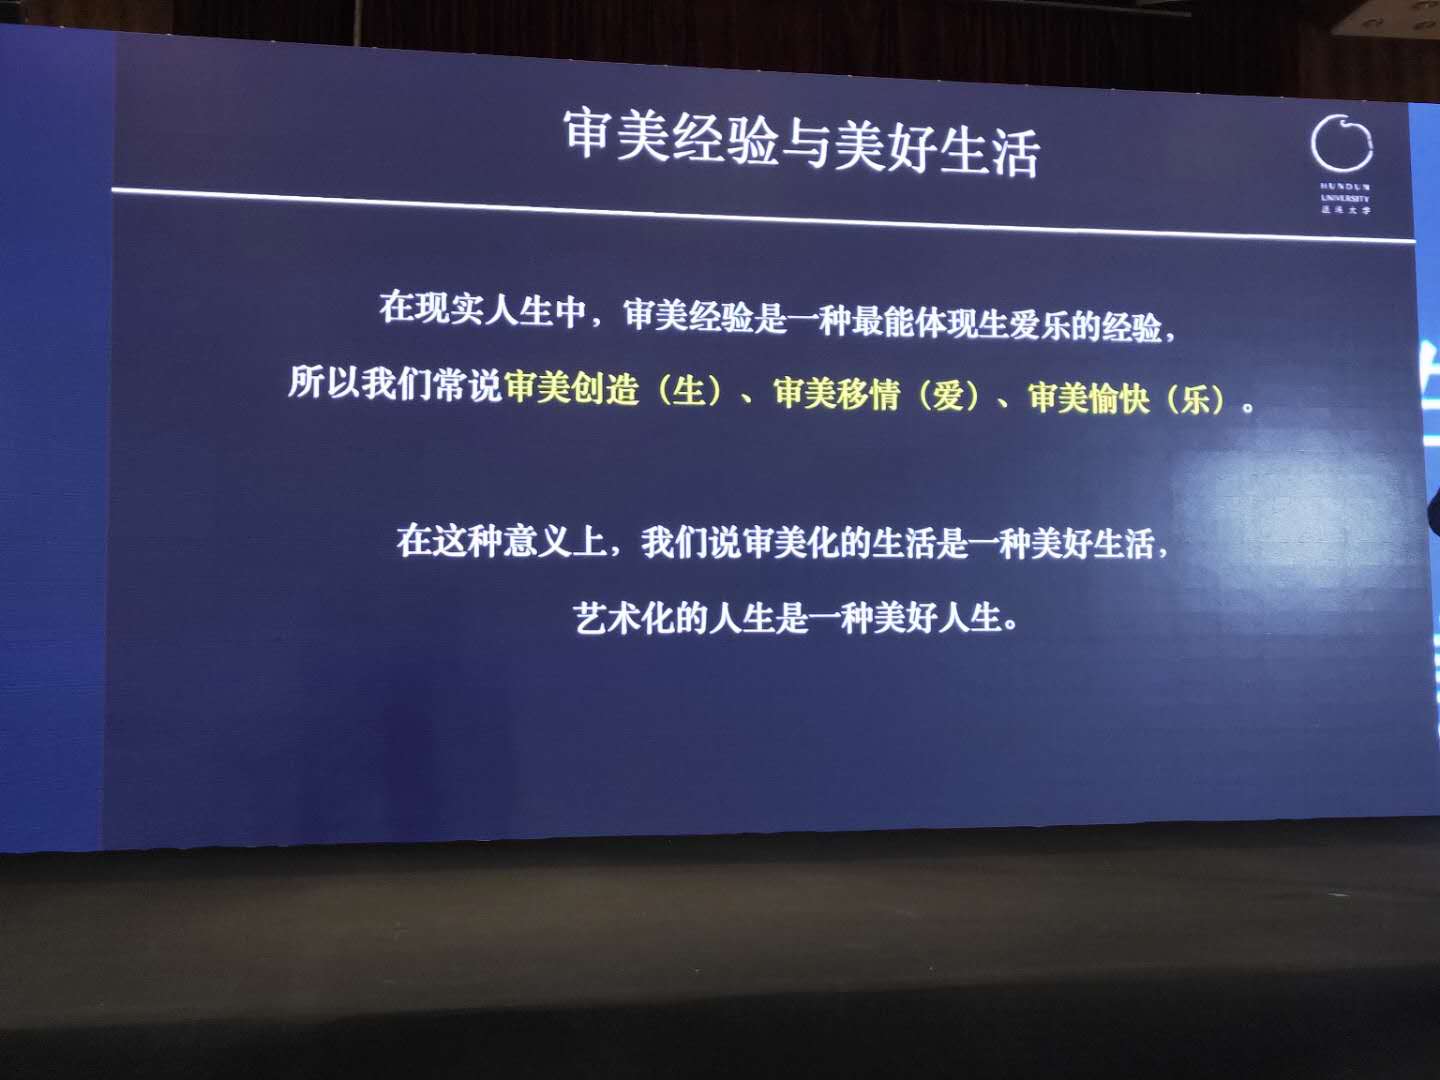 审美经验与美好生活
HUNDUN
UNIVERSITY
混沌大学
在现实人生中，审美经验是一种最能体现生爱乐的经验，
所以我们常说审美创造（生）、审美移情（爱）、审美愉快（乐）。
在这种意义上，我们说审美化的生活是一种美好生活，
艺术化的人生是一种美好人生。